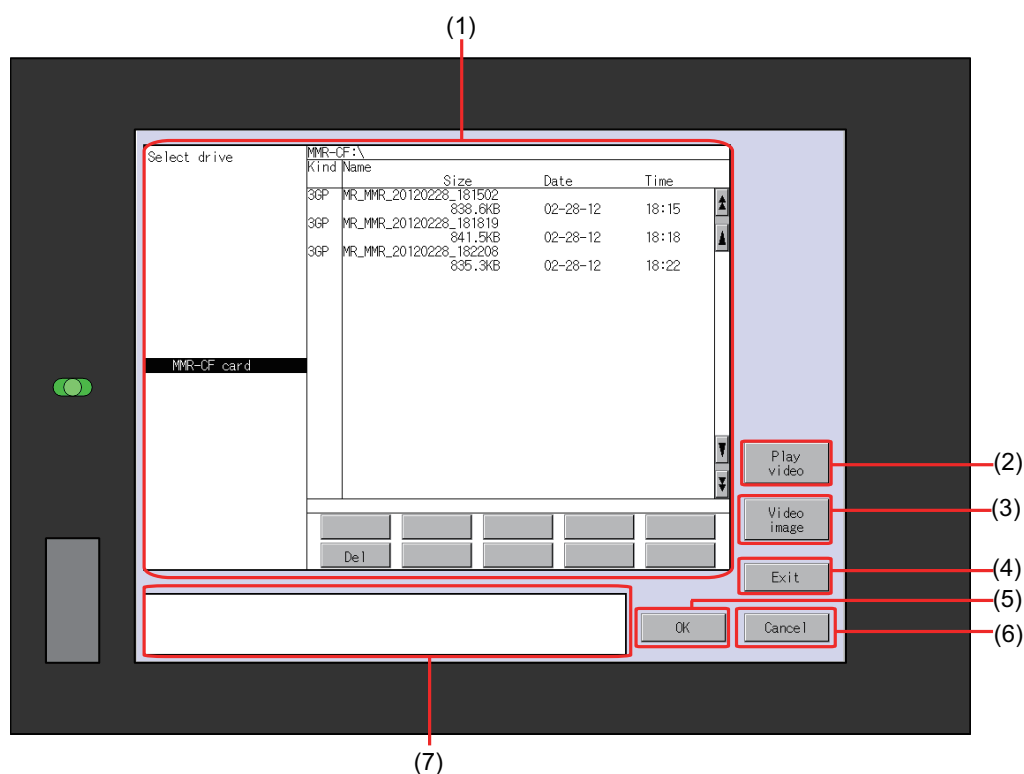 (1)
Select drive
MMR-CF:\
Kind Name
Size Date Time
3GP MR_MMR_20120228_181502
838.6KB 02-28-12 18:15
3GP MR_MMR_20120228_181819
841.5KB 02-28-12 18:18
3GP MR_MMR_20120228_182208
835.3KB 02-28-12 18:22
MMR-CF card
Play
video
(2)
Video
image
(3)
Del
Exit
(4)
(5)
OK
Cancel
(6)
(7)